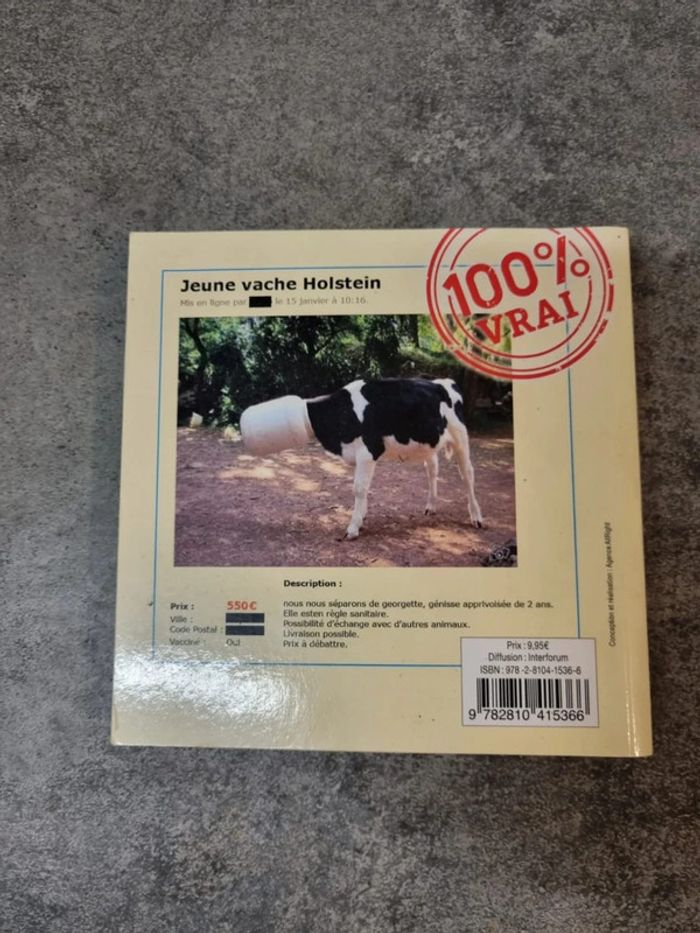 100%
VRAI
Jeune vache Holstein
Mis en ligne par le 15 janvier à 10:16.
Description :
Prix : 550€
Ville :
Code Postal :
Vacciné : Oui
nous nous séparons de georgette, génisse apprivoisée de 2 ans.
Elle esten règle sanitaire.
Possibilité d'échange avec d'autres animaux.
Livraison possible.
Prix à débattre.
Conception et réalisation : Agence AllRight
Prix : 9,95€
Diffusion : Interforum
ISBN : 978-2-8104-1536-6
9 782810 415366